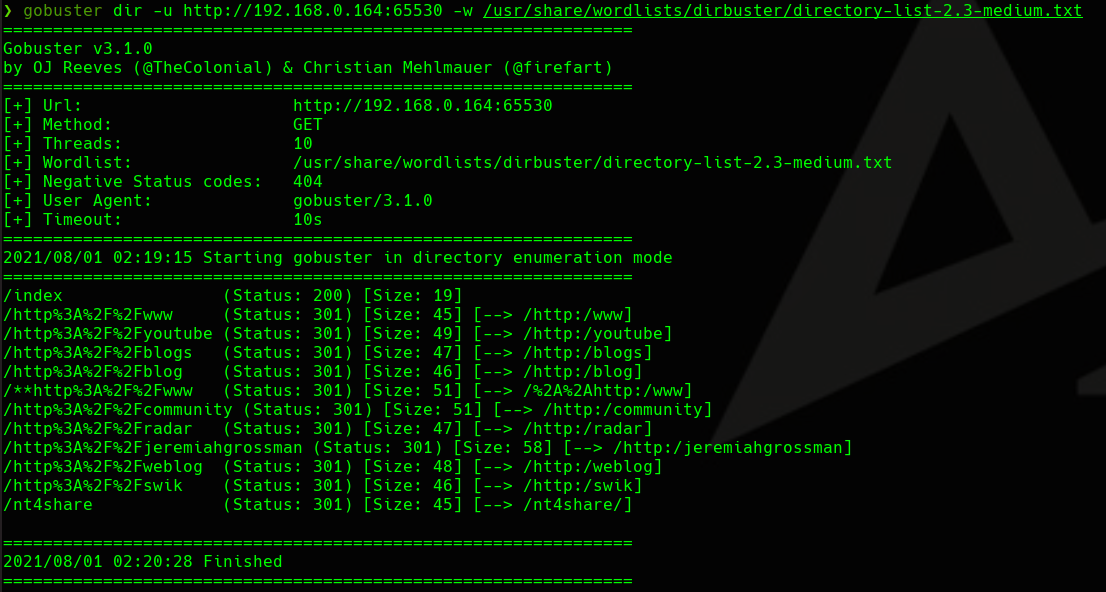 ❯ gobuster dir -u http://192.168.0.164:65530 -w /usr/share/wordlists/dirbuster/directory-list-2.3-medium.txt
===============================================================
Gobuster v3.1.0
by OJ Reeves (@TheColonial) & Christian Mehlmauer (@firefart)
===============================================================
[+] Url:                     http://192.168.0.164:65530
[+] Method:                  GET
[+] Threads:                 10
[+] Wordlist:                /usr/share/wordlists/dirbuster/directory-list-2.3-medium.txt
[+] Negative Status codes:   404
[+] User Agent:              gobuster/3.1.0
[+] Timeout:                 10s
===============================================================
2021/08/01 02:19:15 Starting gobuster in directory enumeration mode
===============================================================
/index                (Status: 200) [Size: 19]
/http%3A%2F%2Fwww     (Status: 301) [Size: 45] [--> /http:/www]
/http%3A%2F%2Fyoutube (Status: 301) [Size: 49] [--> /http:/youtube]
/http%3A%2F%2Fblogs   (Status: 301) [Size: 47] [--> /http:/blogs]
/http%3A%2F%2Fblog    (Status: 301) [Size: 46] [--> /http:/blog]
/**http%3A%2F%2Fwww   (Status: 301) [Size: 51] [--> /%2A%2Ahttp:/www]
/http%3A%2F%2Fcommunity (Status: 301) [Size: 51] [--> /http:/community]
/http%3A%2F%2Fradar   (Status: 301) [Size: 47] [--> /http:/radar]
/http%3A%2F%2Fjeremiahgrossman (Status: 301) [Size: 58] [--> /http:/jeremiahgrossman]
/http%3A%2F%2Fweblog  (Status: 301) [Size: 48] [--> /http:/weblog]
/http%3A%2F%2Fswik    (Status: 301) [Size: 46] [--> /http:/swik]
/nt4share             (Status: 301) [Size: 45] [--> /nt4share/]
===============================================================
2021/08/01 02:20:28 Finished
===============================================================